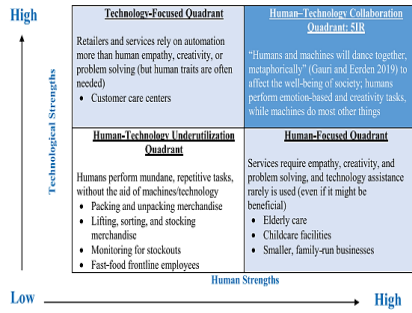 High
Technological Strengths
Low
Technology-Focused Quadrant
Retailers and services rely on automation
more than human empathy, creativity, or
problem solving (but human traits are often
needed)
• Customer care centers
Human–Technology Collaboration
Quadrant: 5IR
“Humans and machines will dance together,
metaphorically” (Gauri and Eerden 2019) to
affect the well-being of society; humans
perform emotion-based and creativity tasks,
while machines do most other things
Human-Technology Underutilization
Quadrant
Humans perform mundane, repetitive tasks,
without the aid of machines/technology
• Packing and unpacking merchandise
• Lifting, sorting, and stocking
merchandise
• Monitoring for stockouts
• Fast-food frontline employees
Human-Focused Quadrant
Services require empathy, creativity, and
problem solving, and technology assistance
rarely is used (even if it might be
beneficial)
• Elderly care
• Childcare facilities
• Smaller, family-run businesses
Human Strengths
High